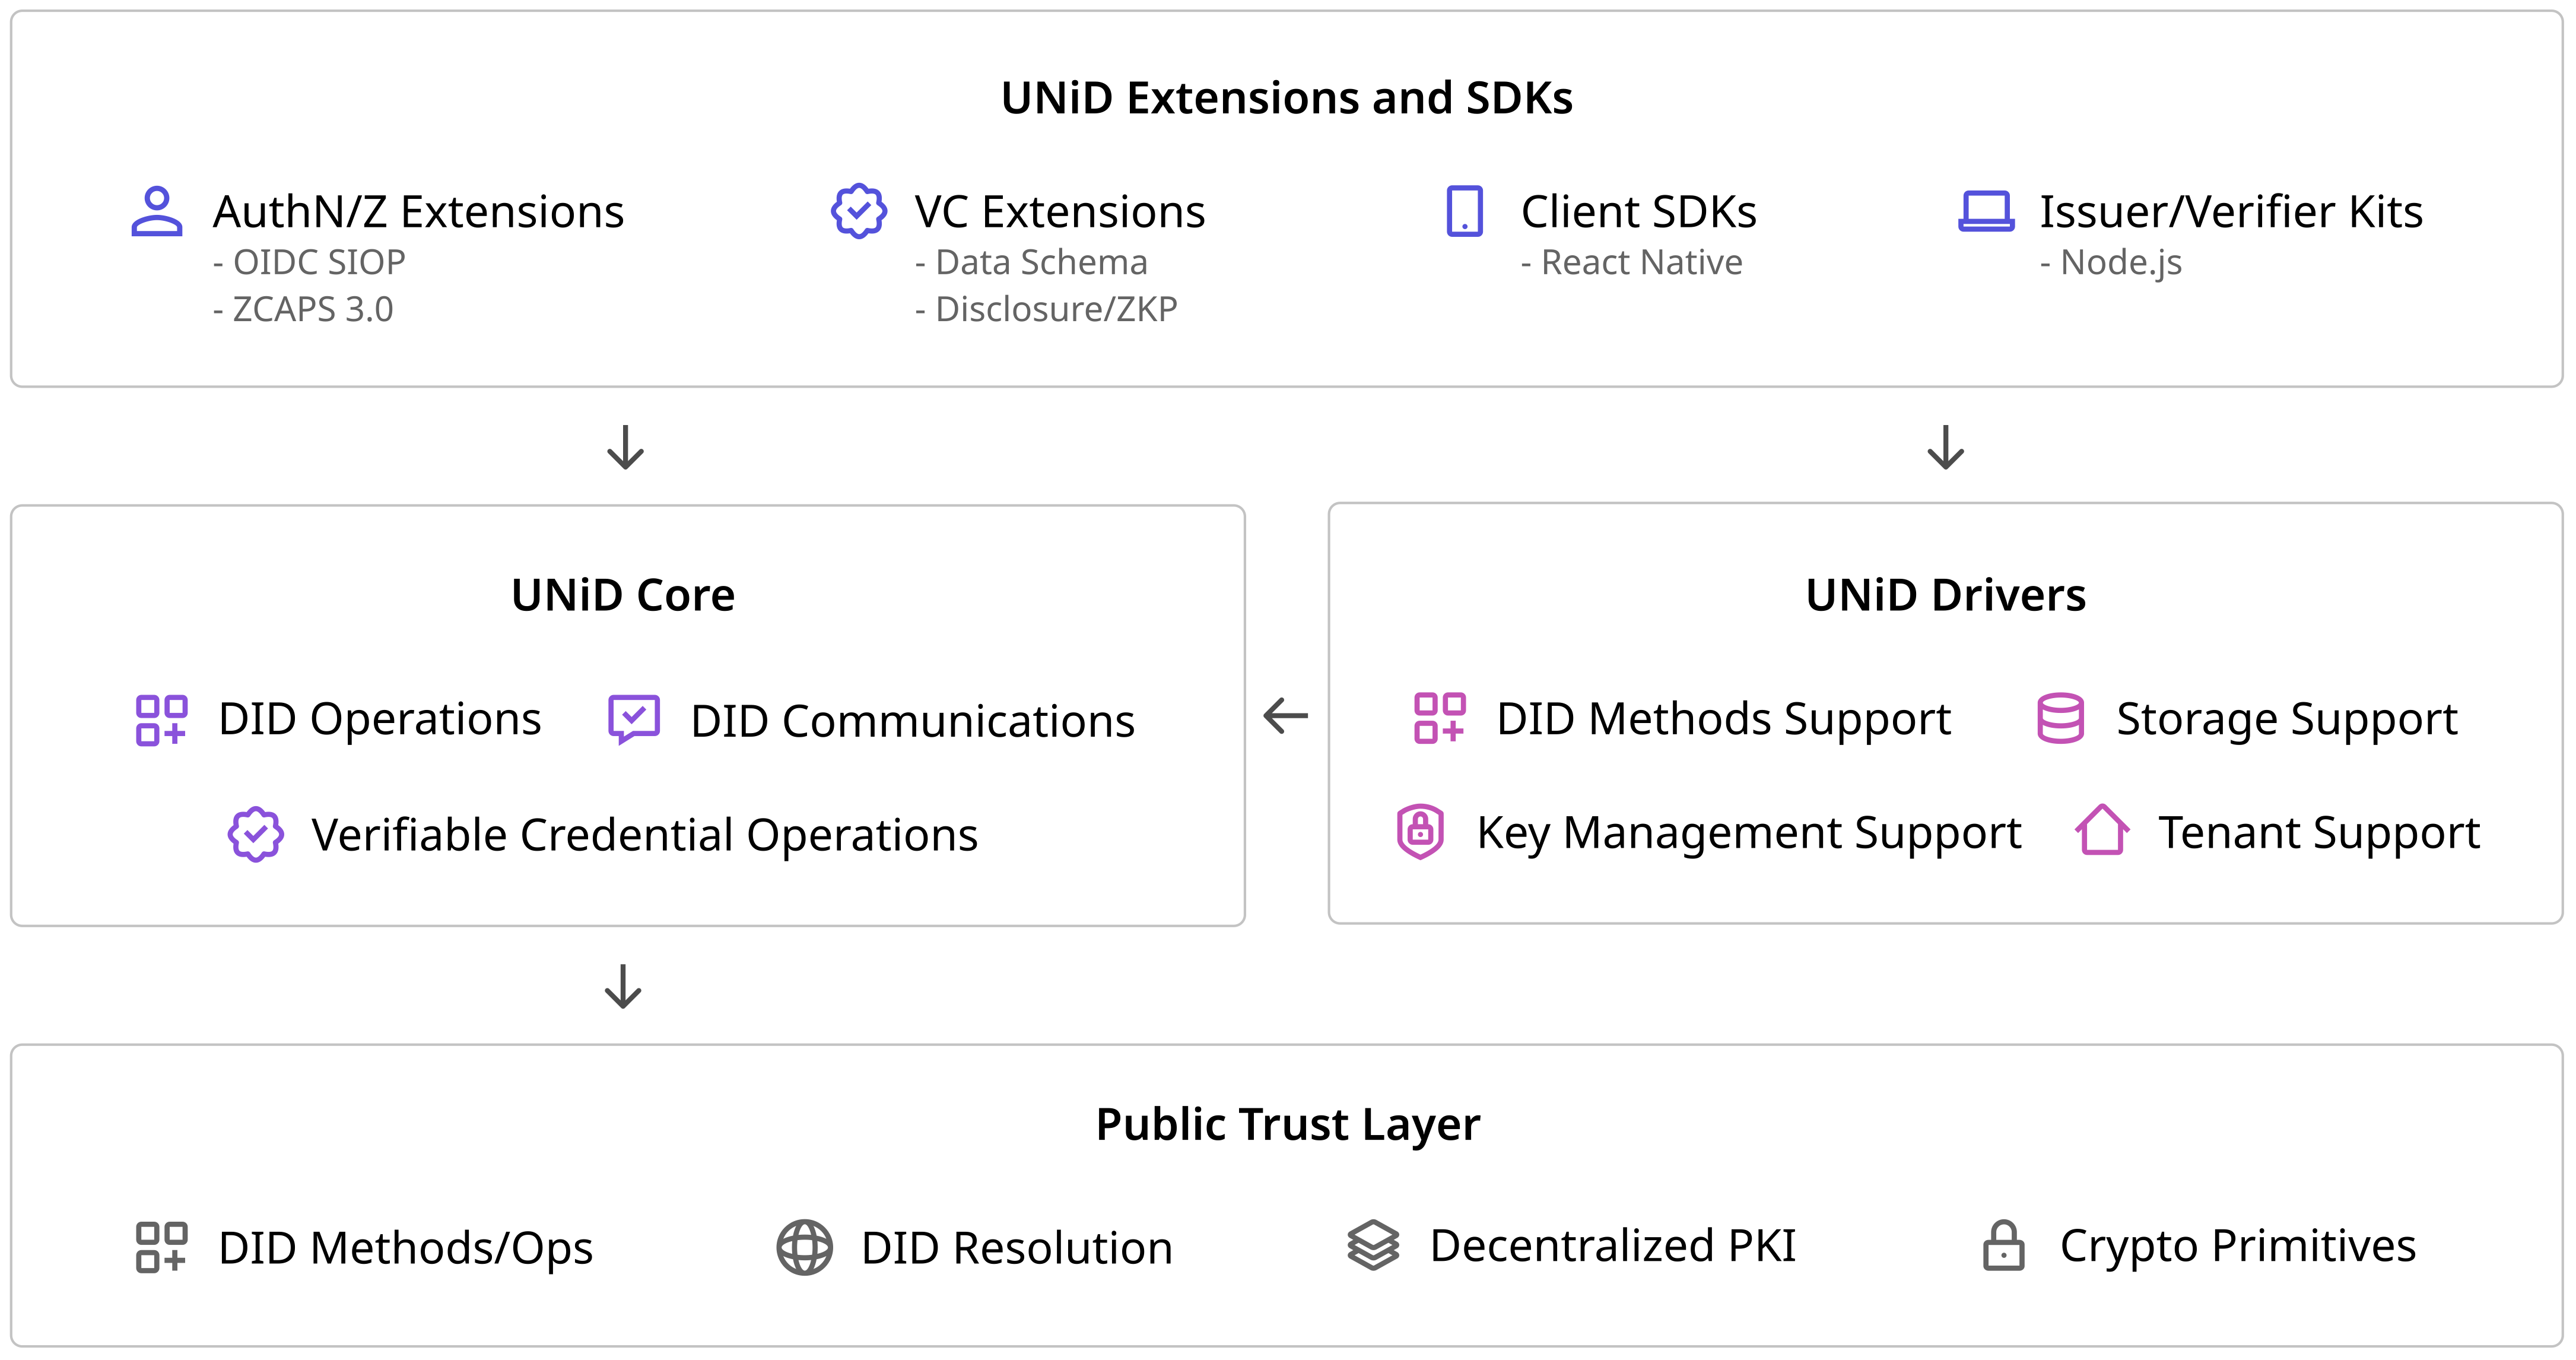 UNiD Extensions and SDKs
AuthN/Z Extensions
- OIDC SIOP
- ZCAPS 3.0
VC Extensions
- Data Schema
- Disclosure/ZKP
Client SDKs
- React Native
Issuer/Verifier Kits
- Node.js
UNiD Core
DID Operations
DID Communications
Verifiable Credential Operations
UNiD Drivers
DID Methods Support
Storage Support
Key Management Support
Tenant Support
Public Trust Layer
DID Methods/Ops
DID Resolution
Decentralized PKI
Crypto Primitives